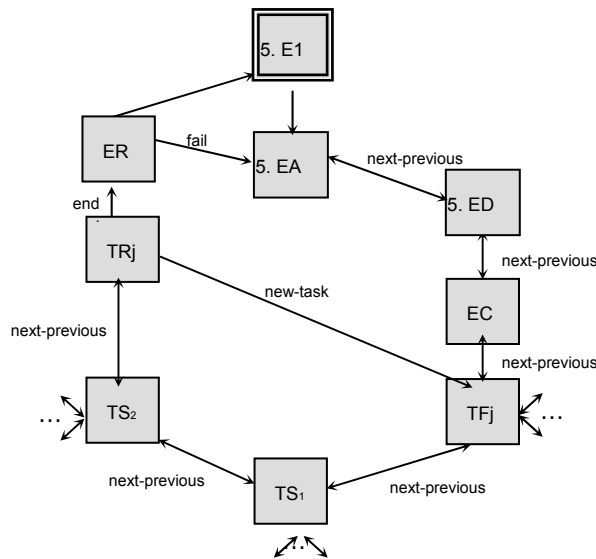 5. E1
ER
fail
5. EA
next-previous
5. ED
end
TRj
next-previous
new-task
EC
next-previous
next-previous
... TS₂
TFj ...
next-previous
TS₁
next-previous
...